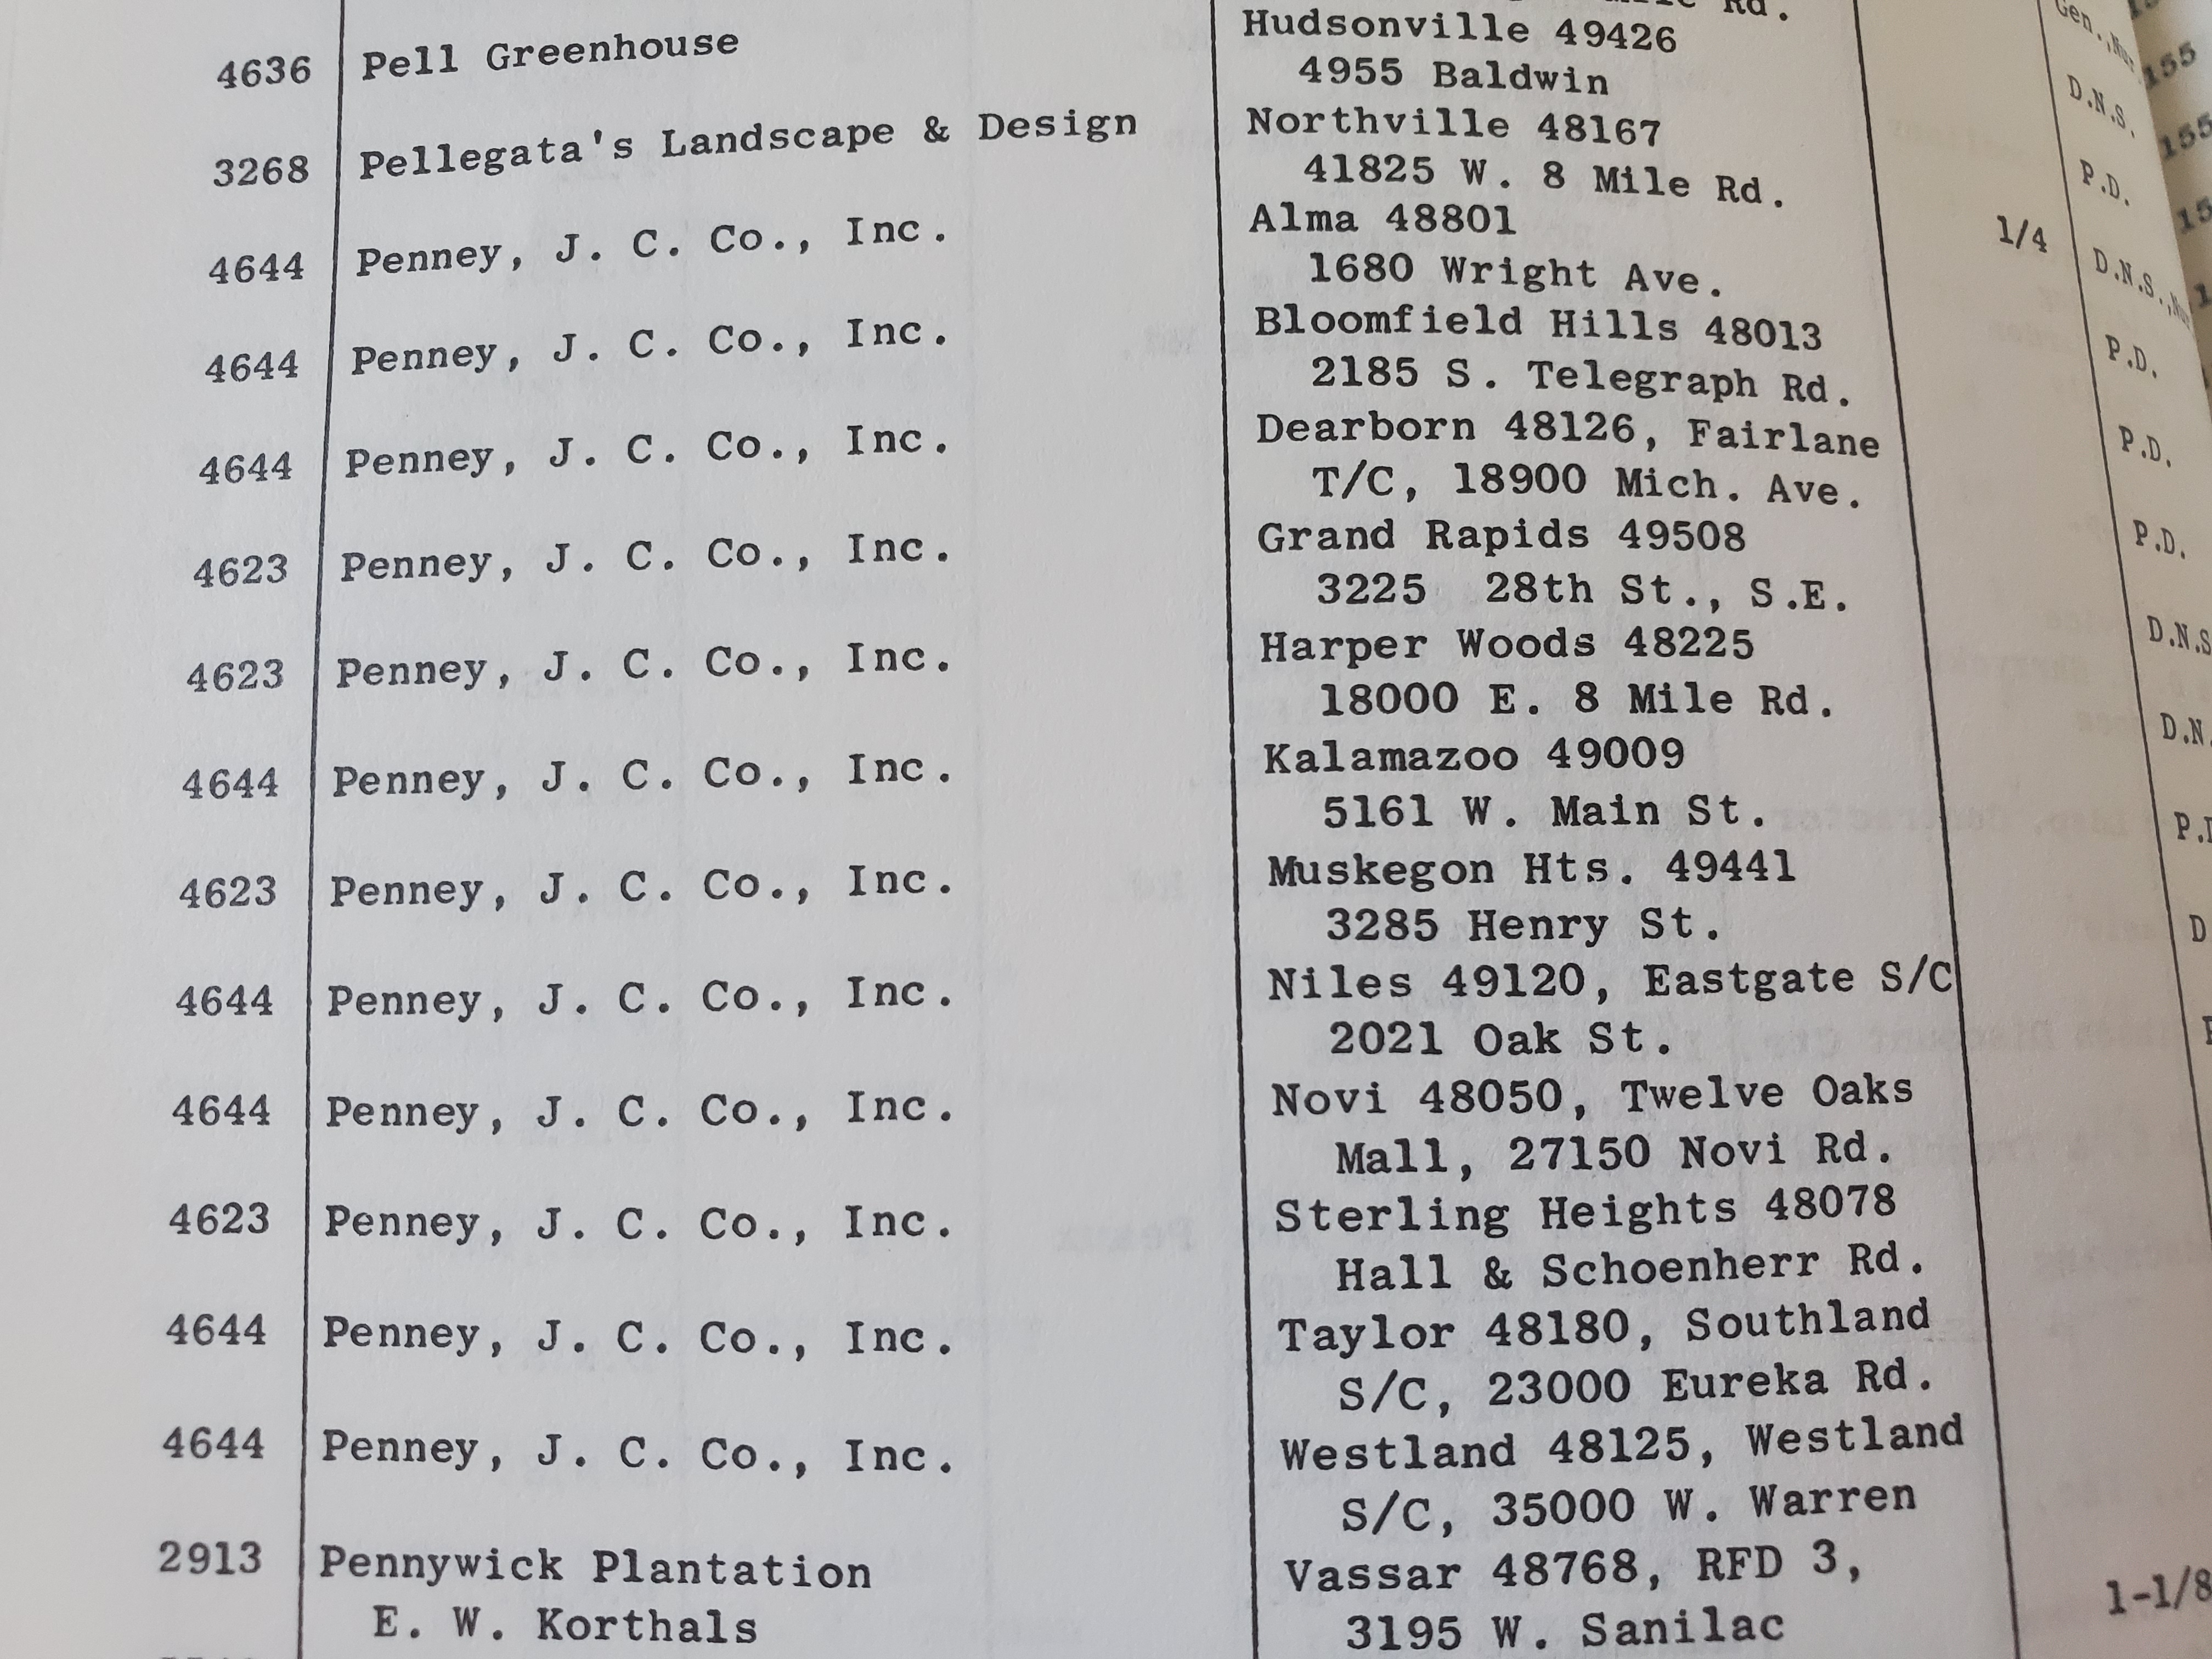 Rd.
4636 Pell Greenhouse Hudsonville 49426
4955 Baldwin
3268 Pellegata's Landscape & Design Northville 48167
41825 W. 8 Mile Rd.
4644 Penney, J. C. Co., Inc. Alma 48801 1/4
1680 Wright Ave.
4644 Penney, J. C. Co., Inc. Bloomfield Hills 48013
2185 S. Telegraph Rd.
4644 Penney, J. C. Co., Inc. Dearborn 48126, Fairlane
T/C, 18900 Mich. Ave.
4623 Penney, J. C. Co., Inc. Grand Rapids 49508
3225 28th St., S.E.
4623 Penney, J. C. Co., Inc. Harper Woods 48225
18000 E. 8 Mile Rd.
4644 Penney, J. C. Co., Inc. Kalamazoo 49009
5161 W. Main St.
4623 Penney, J. C. Co., Inc. Muskegon Hts. 49441
3285 Henry St.
4644 Penney, J. C. Co., Inc. Niles 49120, Eastgate S/C
2021 Oak St.
4644 Penney, J. C. Co., Inc. Novi 48050, Twelve Oaks
Mall, 27150 Novi Rd.
4623 Penney, J. C. Co., Inc. Sterling Heights 48078
Hall & Schoenherr Rd.
4644 Penney, J. C. Co., Inc. Taylor 48180, Southland
S/C, 23000 Eureka Rd.
4644 Penney, J. C. Co., Inc. Westland 48125, Westland
S/C, 35000 W. Warren
2913 Pennywick Plantation Vassar 48768, RFD 3, 1-1/8
E. W. Korthals 3195 W. Sanilac
Gen.,
D.N.S.
P.D.
D.N.S.,
P.D.
P.D.
P.D.
D.N.S
D.N.
155
155